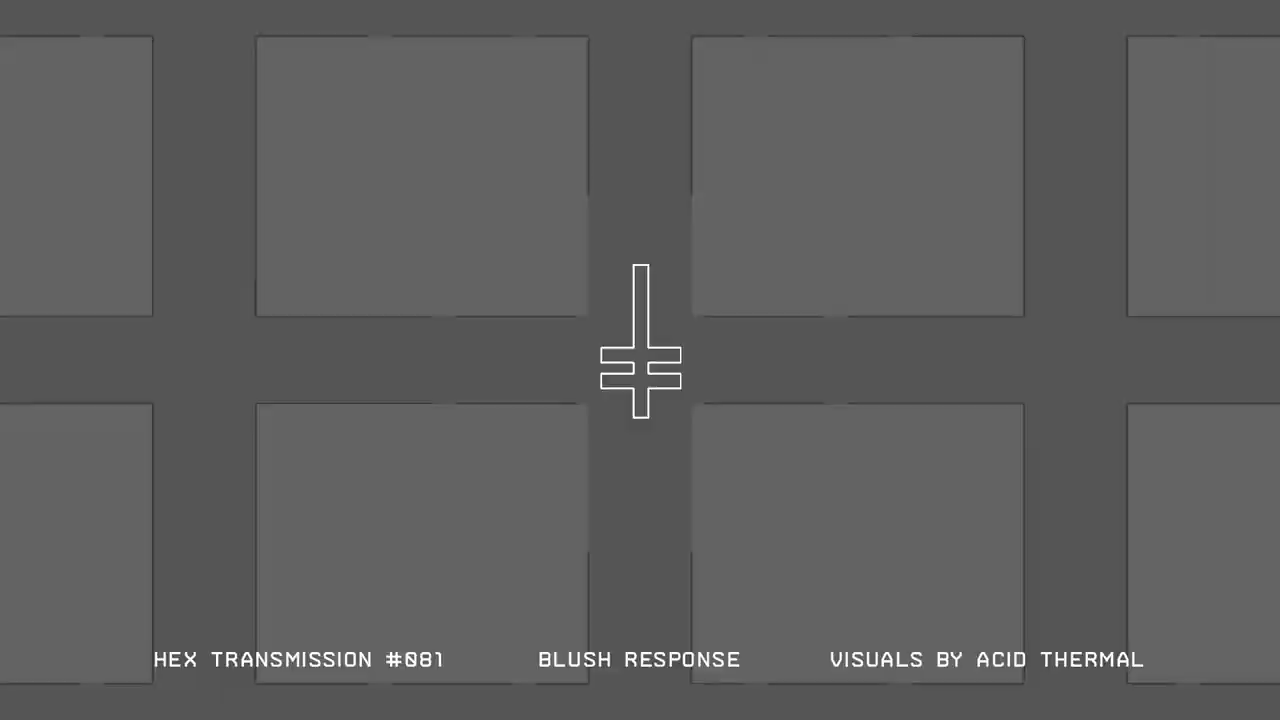 HEX TRANSMISSION #081 BLUSH RESPONSE VISUALS BY ACID THERMAL